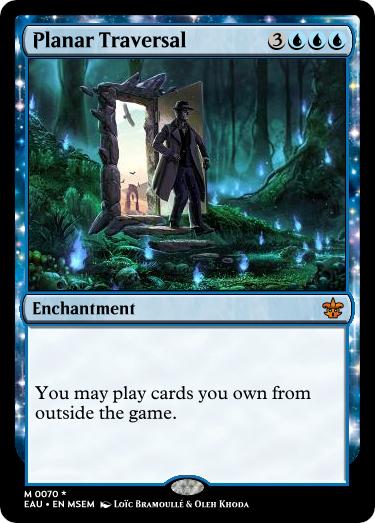 Planar Traversal 3
Enchantment
You may play cards you own from
outside the game.
M 0070 *
EAU • EN MSEM Loïc Bramoullé & Oleh Khoda